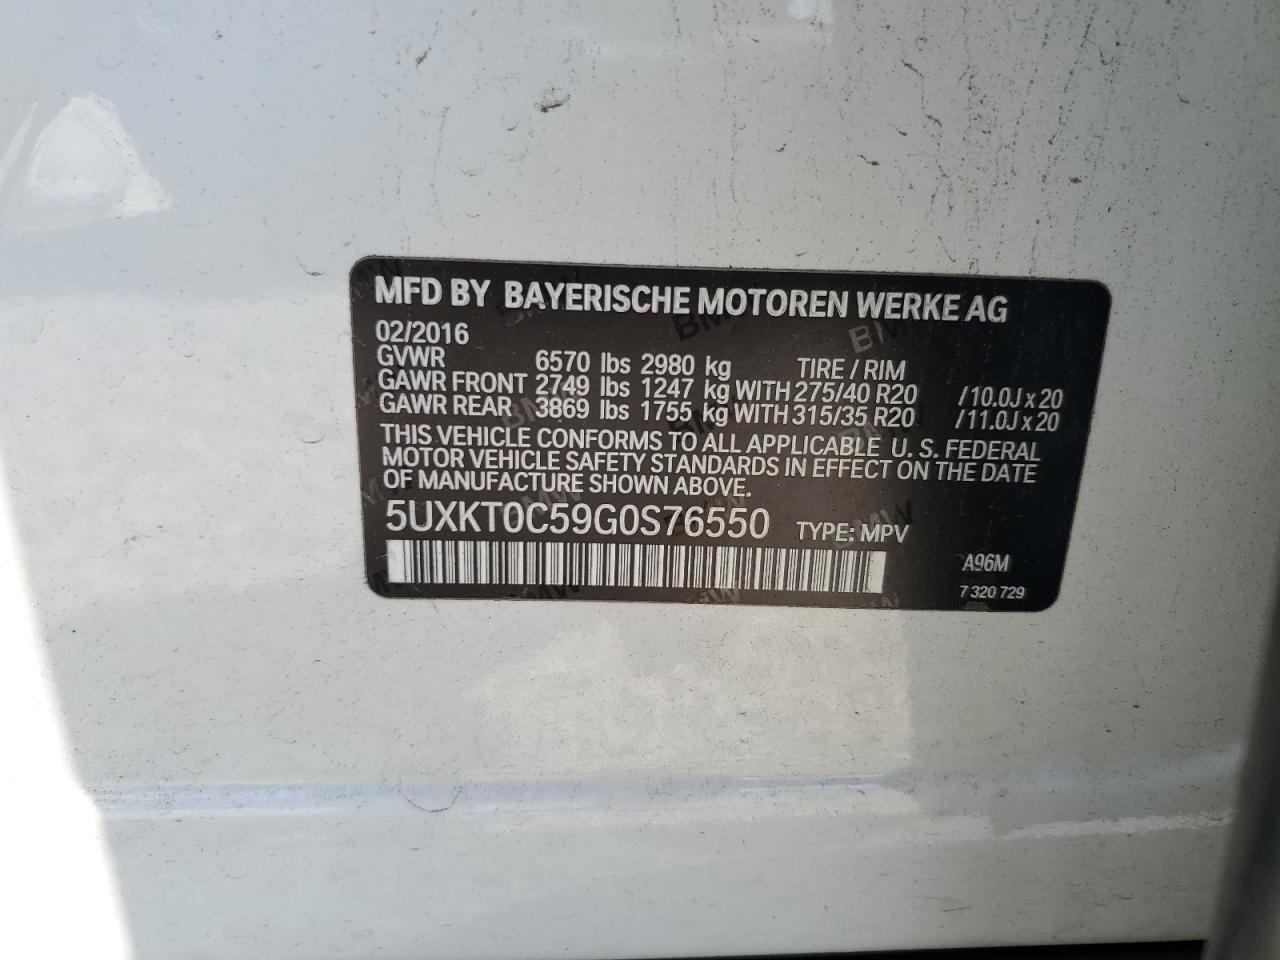 MFD BY BAYERISCHE MOTOREN WERKE AG
02/2016
GVWR 6570 lbs 2980 kg TIRE / RIM
GAWR FRONT 2749 lbs 1247 kg WITH 275/40 R20 /10.0J x 20
GAWR REAR 3869 lbs 1755 kg WITH 315/35 R20 /11.0J x 20
THIS VEHICLE CONFORMS TO ALL APPLICABLE U. S. FEDERAL
MOTOR VEHICLE SAFETY STANDARDS IN EFFECT ON THE DATE
OF MANUFACTURE SHOWN ABOVE.
5UXKT0C59G0S76550 TYPE: MPV
A96M
7 320 729